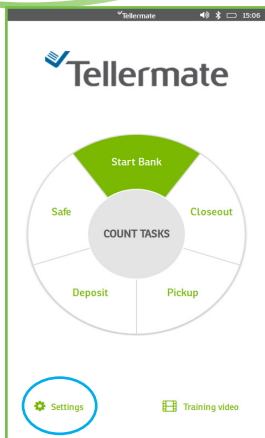 Tellermate 15:06
Tellermate
Start Bank
Safe Closeout
COUNT TASKS
Deposit Pickup
Settings Training video